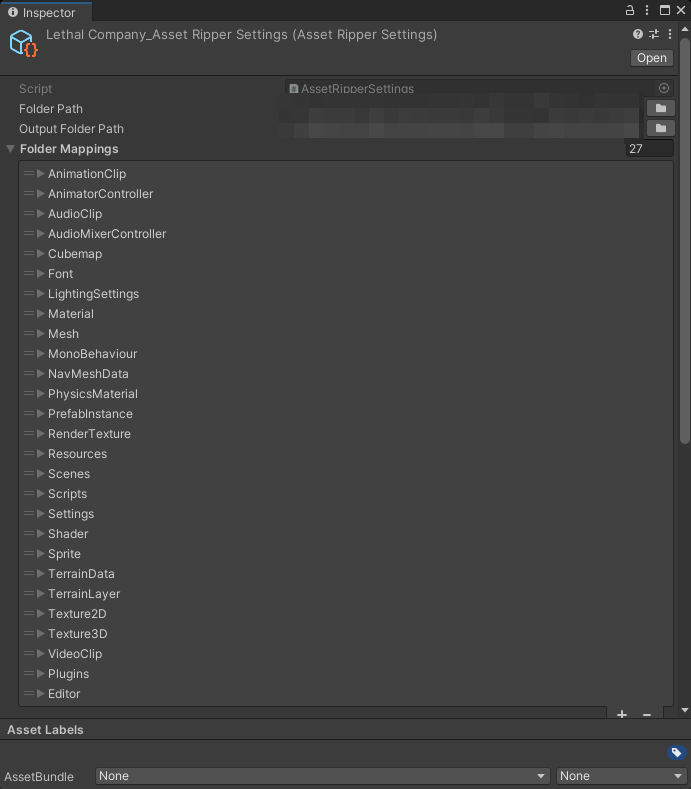 Inspector
Lethal Company_Asset Ripper Settings (Asset Ripper Settings)
Open
Script AssetRipperSettings
Folder Path
Output Folder Path
Folder Mappings 27
AnimationClip
AnimatorController
AudioClip
AudioMixerController
Cubemap
Font
LightingSettings
Material
Mesh
MonoBehaviour
NavMeshData
PhysicsMaterial
PrefabInstance
RenderTexture
Resources
Scenes
Scripts
Settings
Shader
Sprite
TerrainData
TerrainLayer
Texture2D
Texture3D
VideoClip
Plugins
Editor
Asset Labels
AssetBundle None None